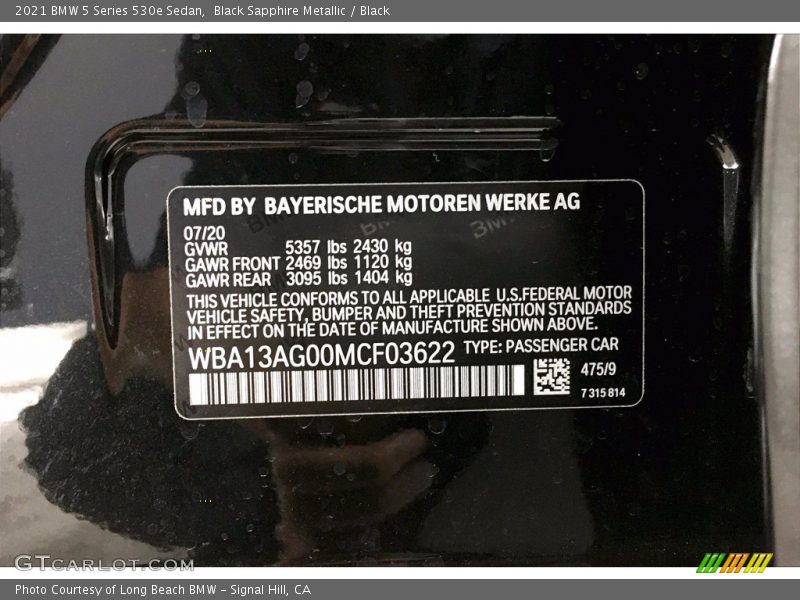 2021 BMW 5 Series 530e Sedan,  Black Sapphire Metallic / Black
MFD BY BAYERISCHE MOTOREN WERKE AG
07/20
GVWR 5357 lbs 2430 kg
GAWR FRONT 2469 lbs 1120 kg
GAWR REAR 3095 lbs 1404 kg
THIS VEHICLE CONFORMS TO ALL APPLICABLE U.S.FEDERAL MOTOR
VEHICLE SAFETY, BUMPER AND THEFT PREVENTION STANDARDS
IN EFFECT ON THE DATE OF MANUFACTURE SHOWN ABOVE.
WBA13AG00MCF03622 TYPE: PASSENGER CAR
475/9
7 315 814
GTCARLOT.COM
Photo Courtesy of Long Beach BMW – Signal Hill, CA